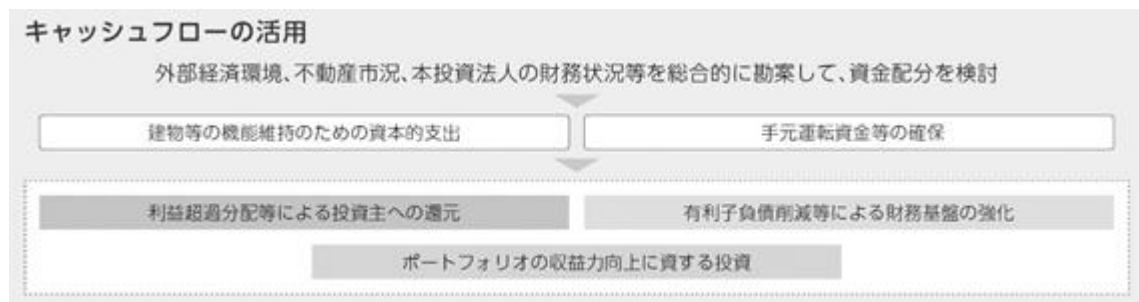 キャッシュフローの活用
外部経済環境、不動産市況、本投資法人の財務状況等を総合的に勘案して、資金配分を検討
建物等の機能維持のための資本的支出
手元運転資金等の確保
利益超過分配等による投資主への還元
有利子負債削減等による財務基盤の強化
ポートフォリオの収益力向上に資する投資